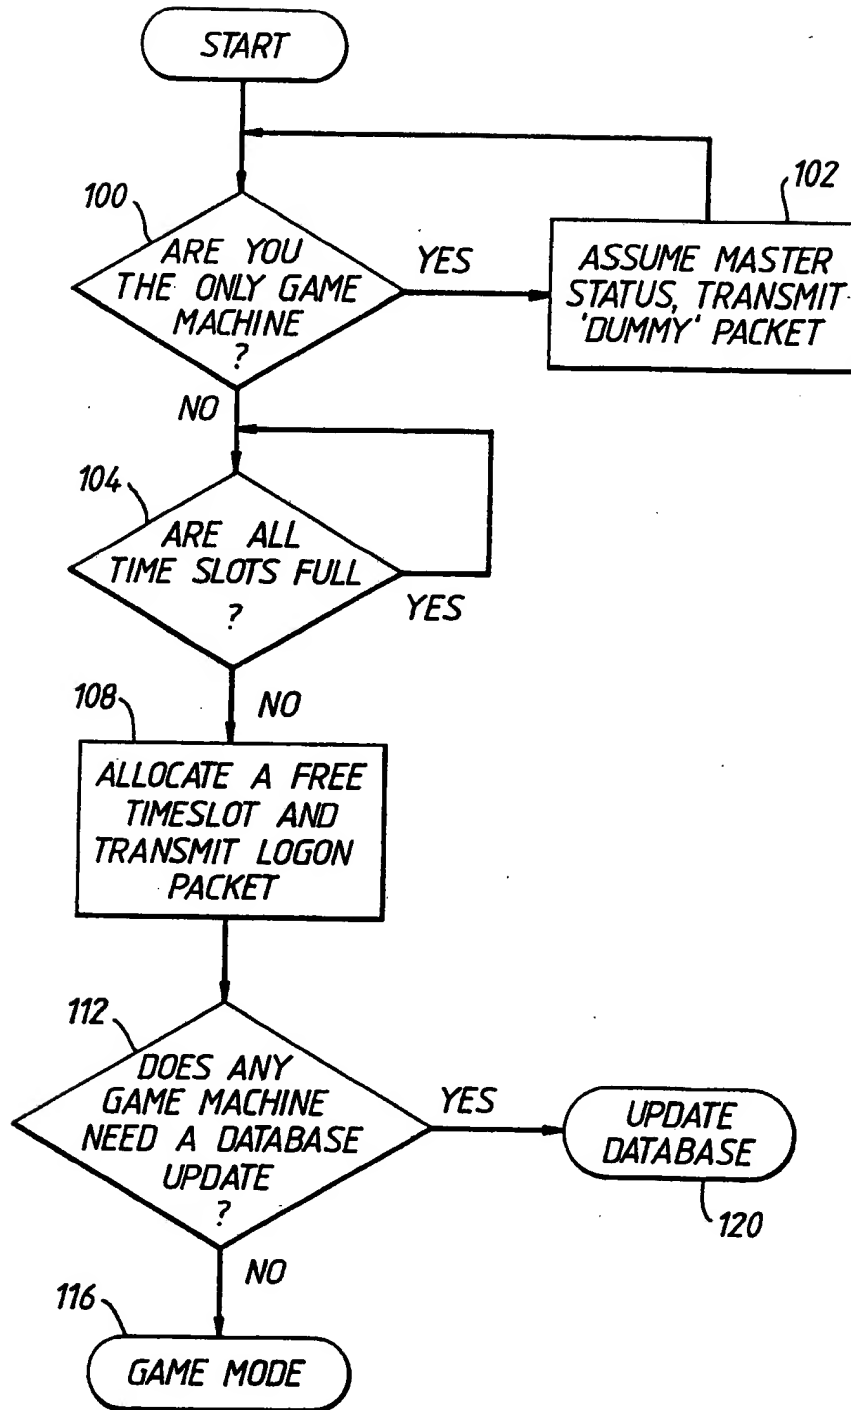 START
100
ARE YOU
THE ONLY GAME
MACHINE
?
YES
102
ASSUME MASTER
STATUS, TRANSMIT
'DUMMY' PACKET
NO
104
ARE ALL
TIME SLOTS FULL
?
YES
NO
108
ALLOCATE A FREE
TIMESLOT AND
TRANSMIT LOGON
PACKET
112
DOES ANY
GAME MACHINE
NEED A DATABASE
UPDATE
?
YES
UPDATE
DATABASE
120
NO
116
GAME MODE